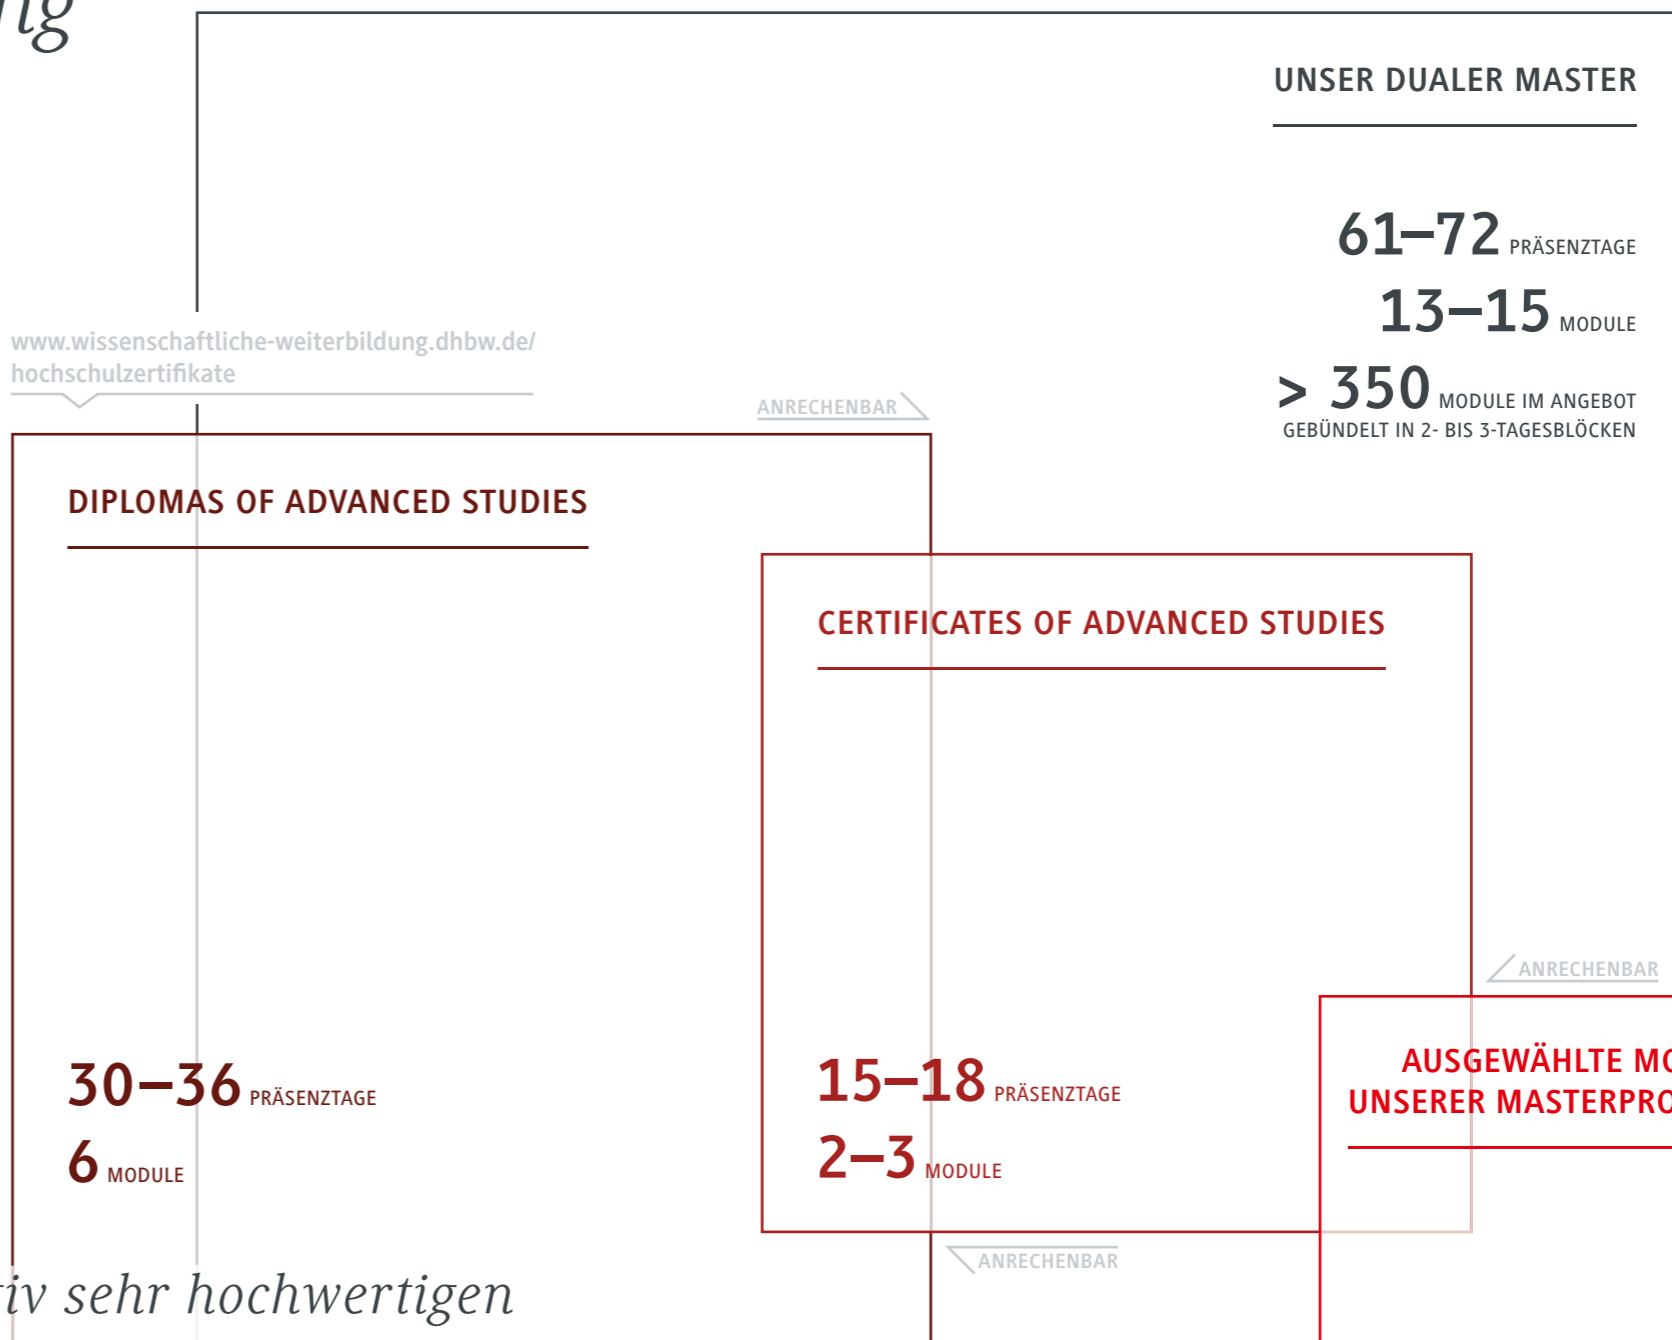 UNSER DUALER MASTER
61–72 PRÄSENZTAGE
13–15 MODULE
> 350 MODULE IM ANGEBOT
GEBÜNDELT IN 2- BIS 3-TAGESBLÖCKEN
www.wissenschaftliche-weiterbildung.dhbw.de/
hochschulzertifikate
ANRECHENBAR
DIPLOMAS OF ADVANCED STUDIES
30–36 PRÄSENZTAGE
6 MODULE
CERTIFICATES OF ADVANCED STUDIES
15–18 PRÄSENZTAGE
2–3 MODULE
ANRECHENBAR
AUSGEWÄHLTE
UNSERER
ANRECHENBAR
sehr hochwertigen